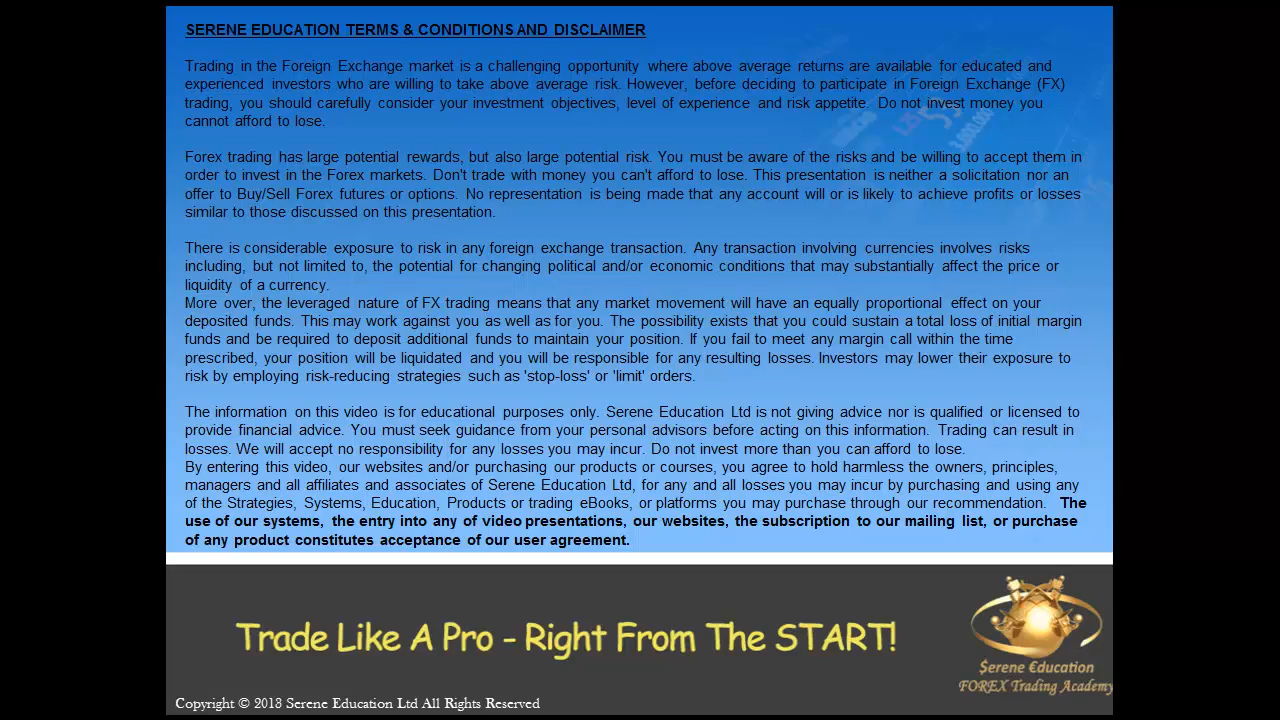 SERENE EDUCATION TERMS & CONDITIONS AND DISCLAIMER
Trading in the Foreign Exchange market is a challenging opportunity where above average returns are available for educated and
experienced investors who are willing to take above average risk. However, before deciding to participate in Foreign Exchange (FX)
trading, you should carefully consider your investment objectives, level of experience and risk appetite. Do not invest money you
cannot afford to lose.
Forex trading has large potential rewards, but also large potential risk. You must be aware of the risks and be willing to accept them in
order to invest in the Forex markets. Don't trade with money you can't afford to lose. This presentation is neither a solicitation nor an
offer to Buy/Sell Forex futures or options. No representation is being made that any account will or is likely to achieve profits or losses
similar to those discussed on this presentation.
There is considerable exposure to risk in any foreign exchange transaction. Any transaction involving currencies involves risks
including, but not limited to, the potential for changing political and/or economic conditions that may substantially affect the price or
liquidity of a currency.
More over, the leveraged nature of FX trading means that any market movement will have an equally proportional effect on your
deposited funds. This may work against you as well as for you. The possibility exists that you could sustain a total loss of initial margin
funds and be required to deposit additional funds to maintain your position. If you fail to meet any margin call within the time
prescribed, your position will be liquidated and you will be responsible for any resulting losses. Investors may lower their exposure to
risk by employing risk-reducing strategies such as 'stop-loss' or 'limit' orders.
The information on this video is for educational purposes only. Serene Education Ltd is not giving advice nor is qualified or licensed to
provide financial advice. You must seek guidance from your personal advisors before acting on this information. Trading can result in
losses. We will accept no responsibility for any losses you may incur. Do not invest more than you can afford to lose.
By entering this video, our websites and/or purchasing our products or courses, you agree to hold harmless the owners, principles,
managers and all affiliates and associates of Serene Education Ltd, for any and all losses you may incur by purchasing and using any
of the Strategies, Systems, Education, Products or trading eBooks, or platforms you may purchase through our recommendation. The
use of our systems, the entry into any of video presentations, our websites, the subscription to our mailing list, or purchase
of any product constitutes acceptance of our user agreement.
Trade Like A Pro - Right From The START!
$erene €ducation
FOREX Trading Academy
Copyright © 2013 Serene Education Ltd All Rights Reserved